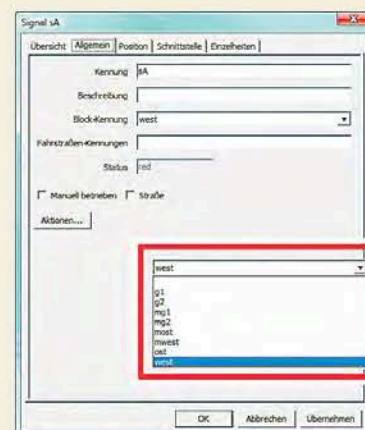 Signal sA
Übersicht Allgemein Position Schnittstelle Einzelheiten
Kennung sA
Beschreibung
Block-Kennung west
Fahrstraßen-Kennungen
Status red
Manuell betrieben Straße
Aktionen...
west
g1
g2
mg1
mg2
most
mwest
ost
west
OK Abbrechen Übernehmen